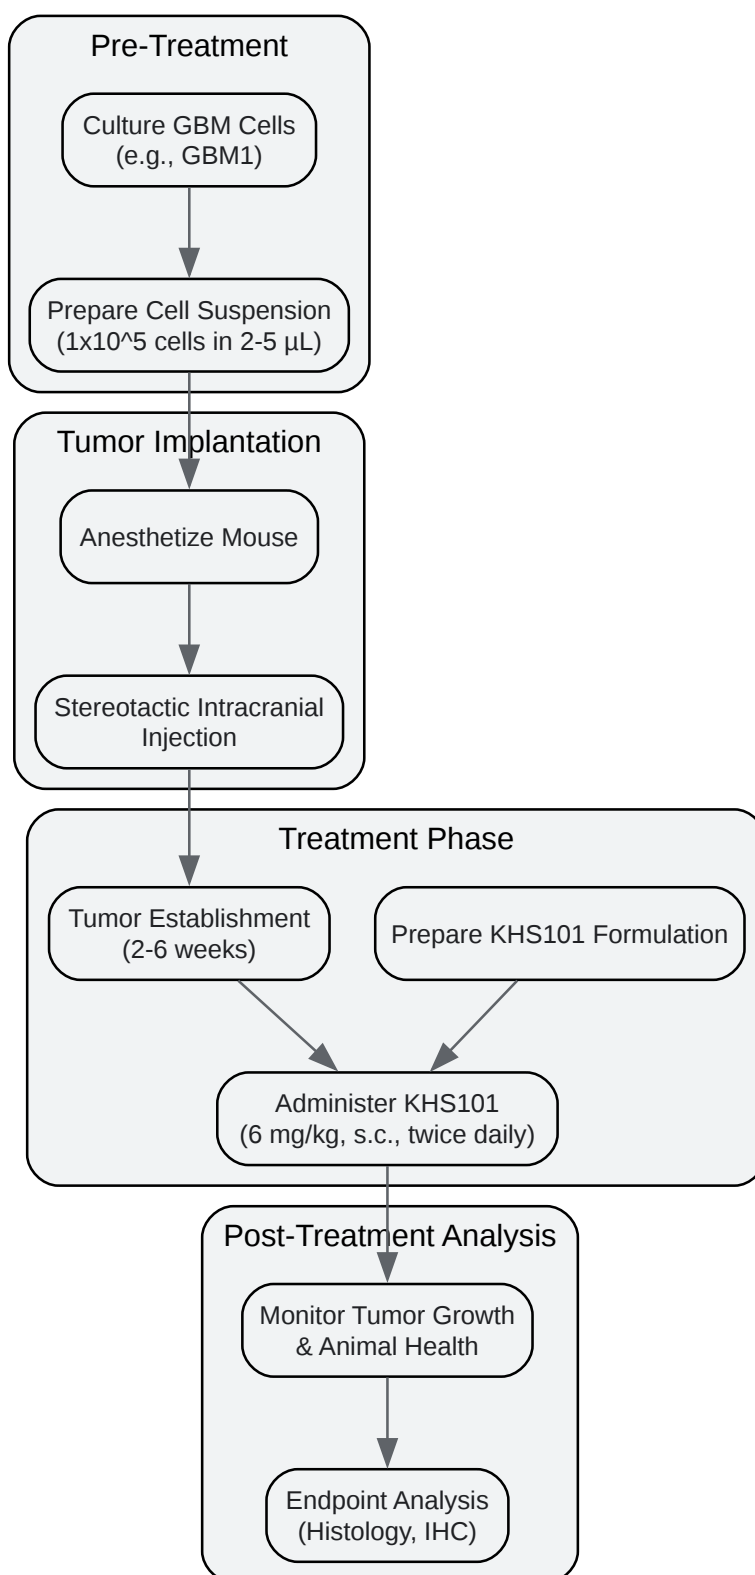 Pre-Treatment
Culture GBM Cells
(e.g., GBM1)
Prepare Cell Suspension
(1x10^5 cells in 2-5 µL)
Tumor Implantation
Anesthetize Mouse
Stereotactic Intracranial
Injection
Treatment Phase
Tumor Establishment
(2-6 weeks)
Prepare KHS101 Formulation
Administer KHS101
(6 mg/kg, s.c., twice daily)
Post-Treatment Analysis
Monitor Tumor Growth
& Animal Health
Endpoint Analysis
(Histology, IHC)